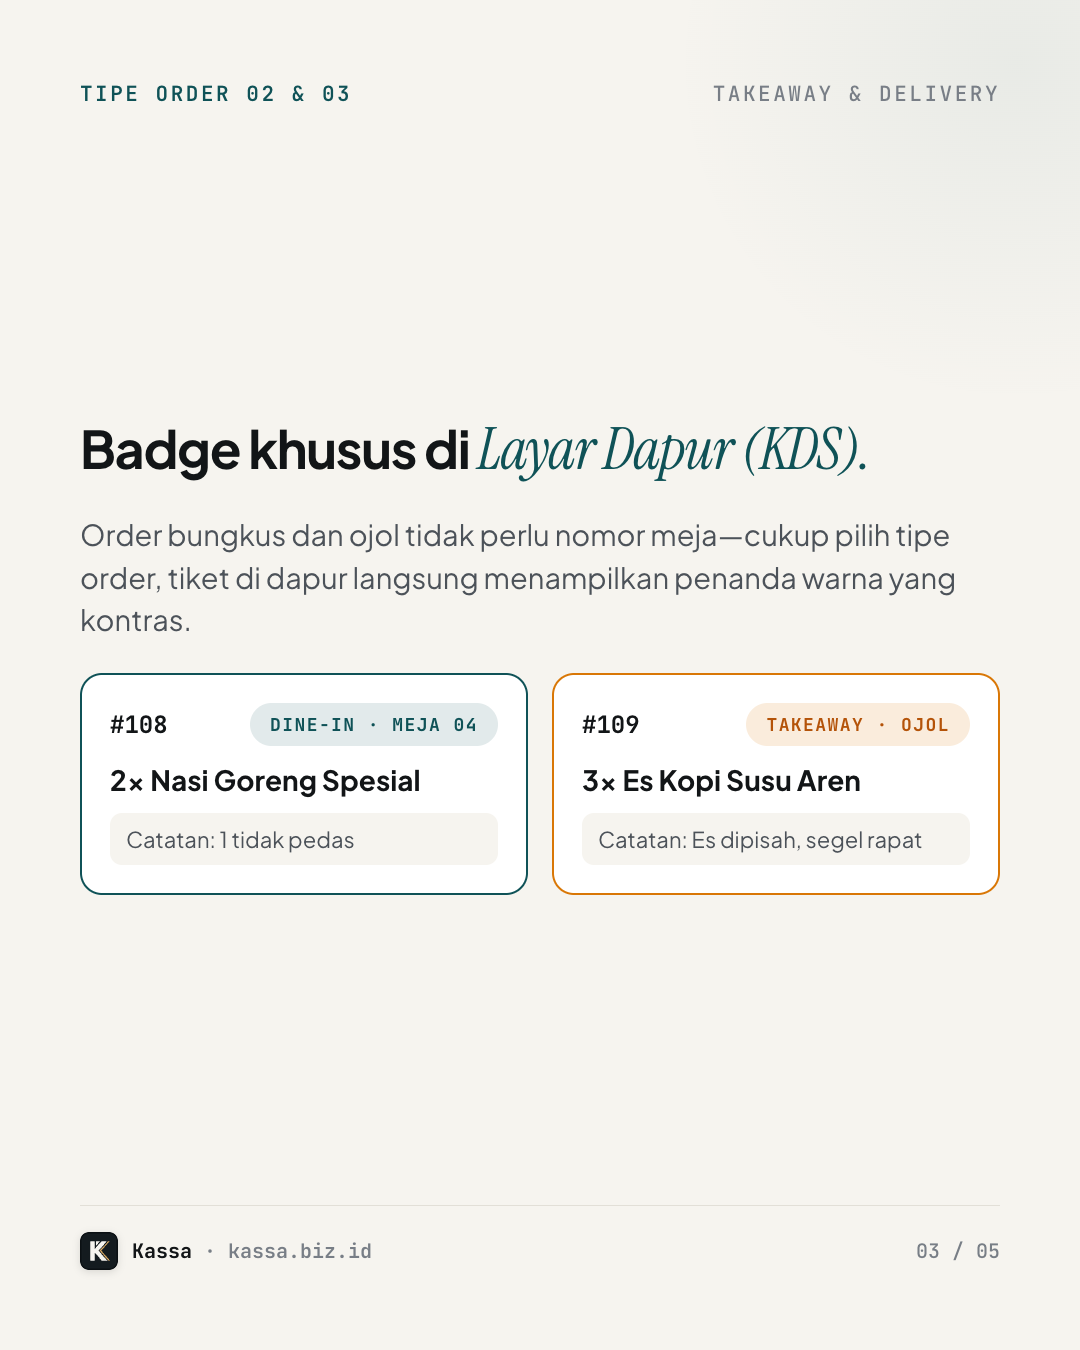 TIPE ORDER 02 & 03
TAKEAWAY & DELIVERY
Badge khusus di Layar Dapur (KDS).
Order bungkus dan ojol tidak perlu nomor meja—cukup pilih tipe
order, tiket di dapur langsung menampilkan penanda warna yang
kontras.
#108
DINE-IN · MEJA 04
2× Nasi Goreng Spesial
Catatan: 1 tidak pedas
#109
TAKEAWAY · OJOL
3× Es Kopi Susu Aren
Catatan: Es dipisah, segel rapat
K
Kassa · kassa.biz.id
03 / 05